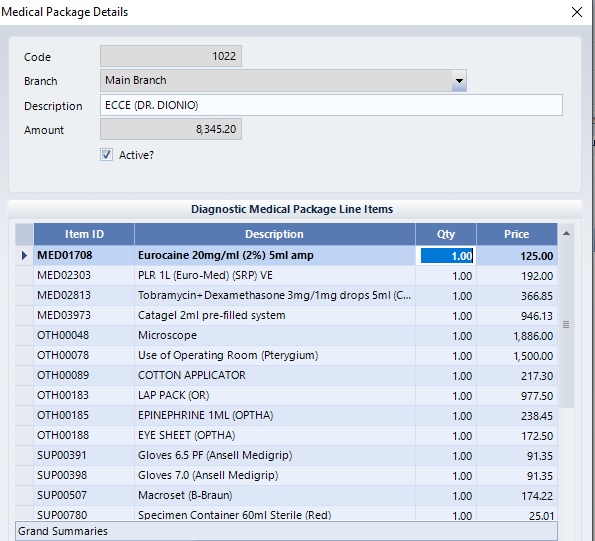 Medical Package Details
Code 1022
Branch Main Branch
Description ECCE (DR. DIONIO)
Amount 8,345.20
Active?
Diagnostic Medical Package Line Items
Item ID Description Qty Price
MED01708 Eurocaine 20mg/ml (2%) 5ml amp 1.00 125.00
MED02303 PLR 1L (Euro-Med) (SRP) VE 1.00 192.00
MED02813 Tobramycin+Dexamethasone 3mg/1mg drops 5ml (C... 1.00 366.85
MED03973 Catagel 2ml pre-filled system 1.00 946.13
OTH00048 Microscope 1.00 1,886.00
OTH00078 Use of Operating Room (Pterygium) 1.00 1,500.00
OTH00089 COTTON APPLICATOR 1.00 217.30
OTH00183 LAP PACK (OR) 1.00 977.50
OTH00185 EPINEPHRINE 1ML (OPTHA) 1.00 238.45
OTH00188 EYE SHEET (OPTHA) 1.00 172.50
SUP00391 Gloves 6.5 PF (Ansell Medigrip) 1.00 91.35
SUP00398 Gloves 7.0 (Ansell Medigrip) 1.00 91.35
SUP00507 Macroset (B-Braun) 1.00 174.22
SUP00780 Specimen Container 60ml Sterile (Red) 1.00 25.01
Grand Summaries